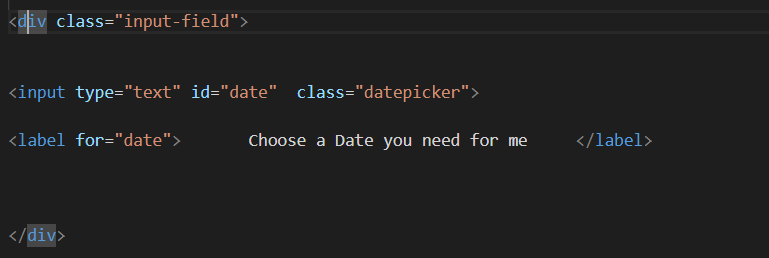 <div class="input-field">
<input type="text" id="date"  class="datepicker">
<label for="date">       Choose a Date you need for me     </label>
</div>